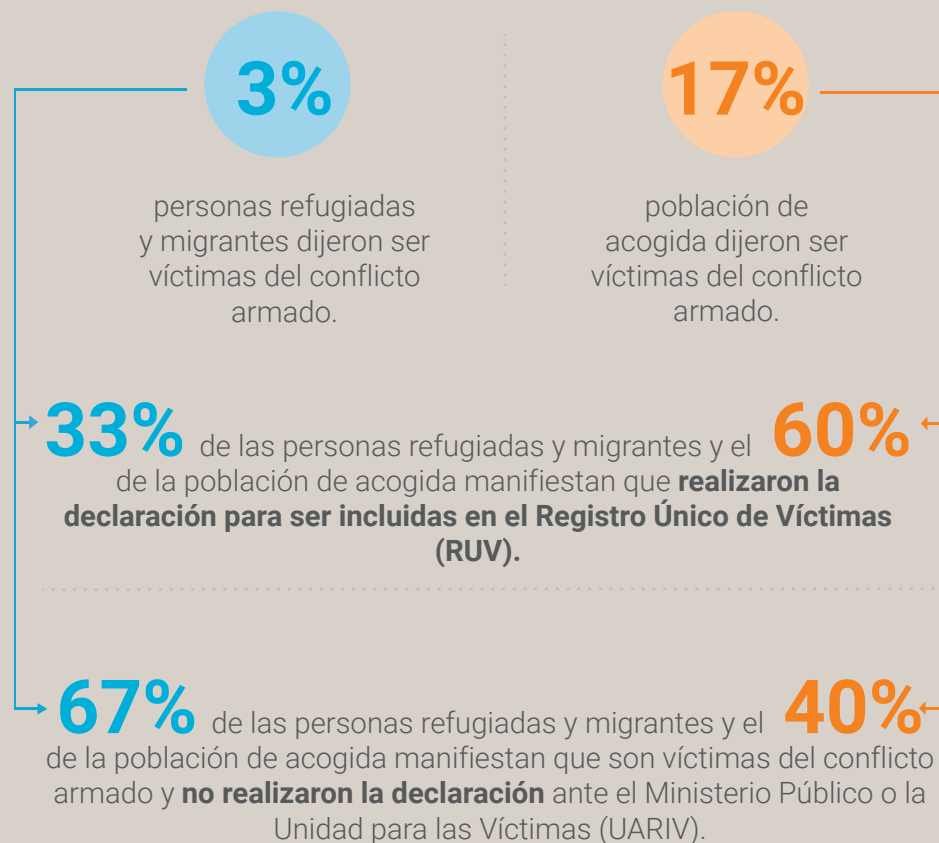 3%
personas refugiadas
y migrantes dijeron ser
víctimas del conflicto
armado.
17%
población de
acogida dijeron ser
víctimas del conflicto
armado.
33% de las personas refugiadas y migrantes y el 60%
de la población de acogida manifiestan que realizaron la
declaración para ser incluidas en el Registro Único de Víctimas
(RUV).
67% de las personas refugiadas y migrantes y el 40%
de la población de acogida manifiestan que son víctimas del conflicto
armado y no realizaron la declaración ante el Ministerio Público o la
Unidad para las Víctimas (UARIV).